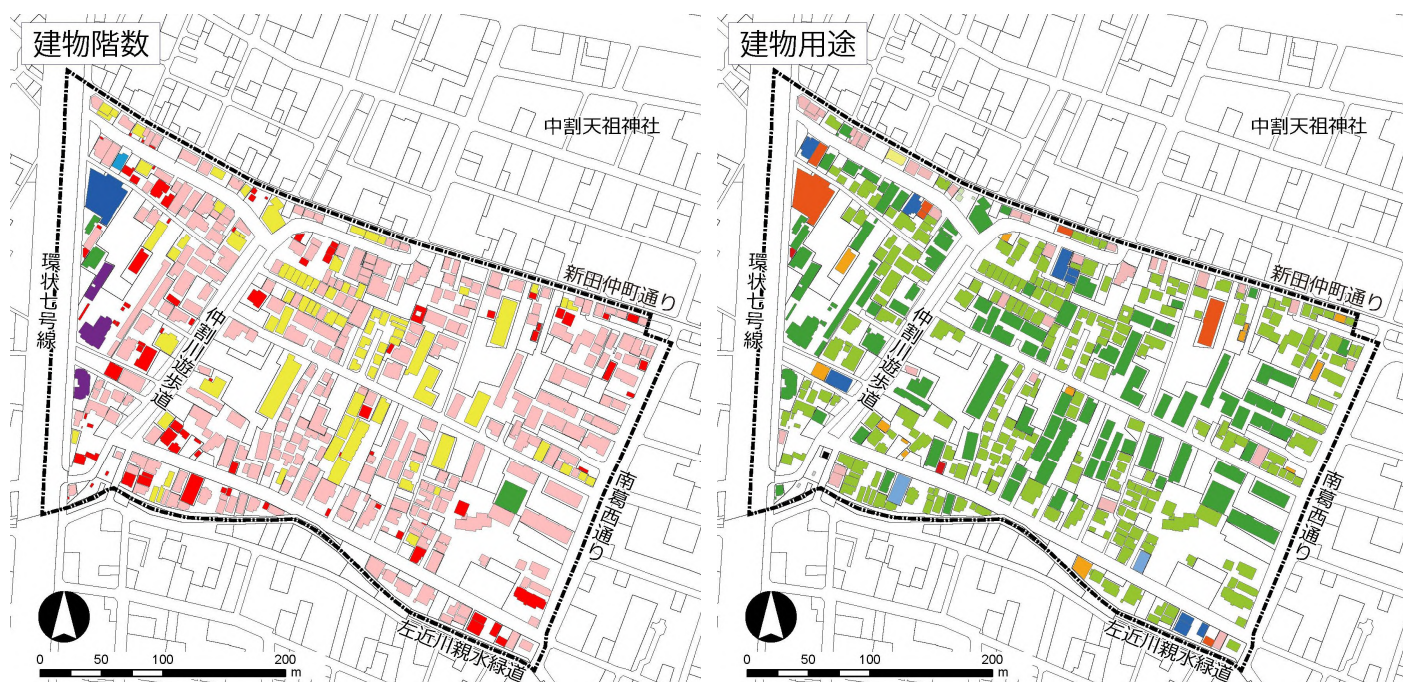 建物階数
中割天祖神社
環状七号線
新田仲町通り
仲割川遊歩道
南葛西通り
左近川親水緑道
0 50 100 200
m
建物用途
中割天祖神社
環状七号線
新田仲町通り
仲割川遊歩道
南葛西通り
左近川親水緑道
0 50 100 200
m